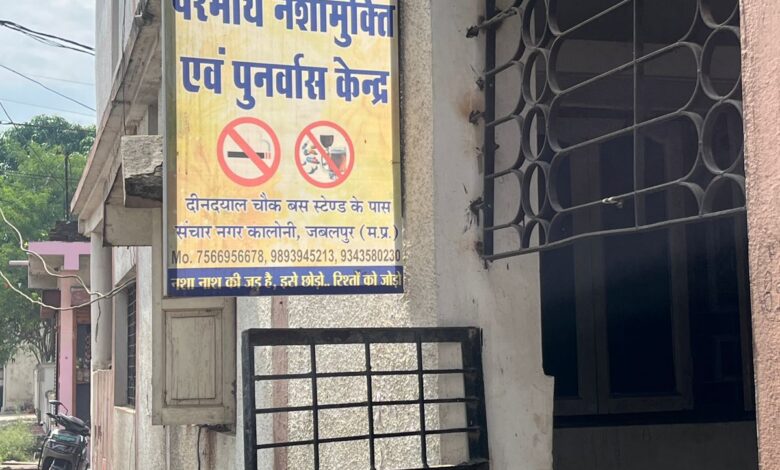 परमार्थ नशामुक्ति
एवं पुनर्वास केन्द्र
दीनदयाल चौक बस स्टेण्ड के पास
संचार नगर कालोनी, जबलपुर (म.प्र.)
Mo. 7566956678, 9893945213, 9343580230
नशा नाश की जड़ है, इसे छोड़ो.. रिश्तों को जोड़ो